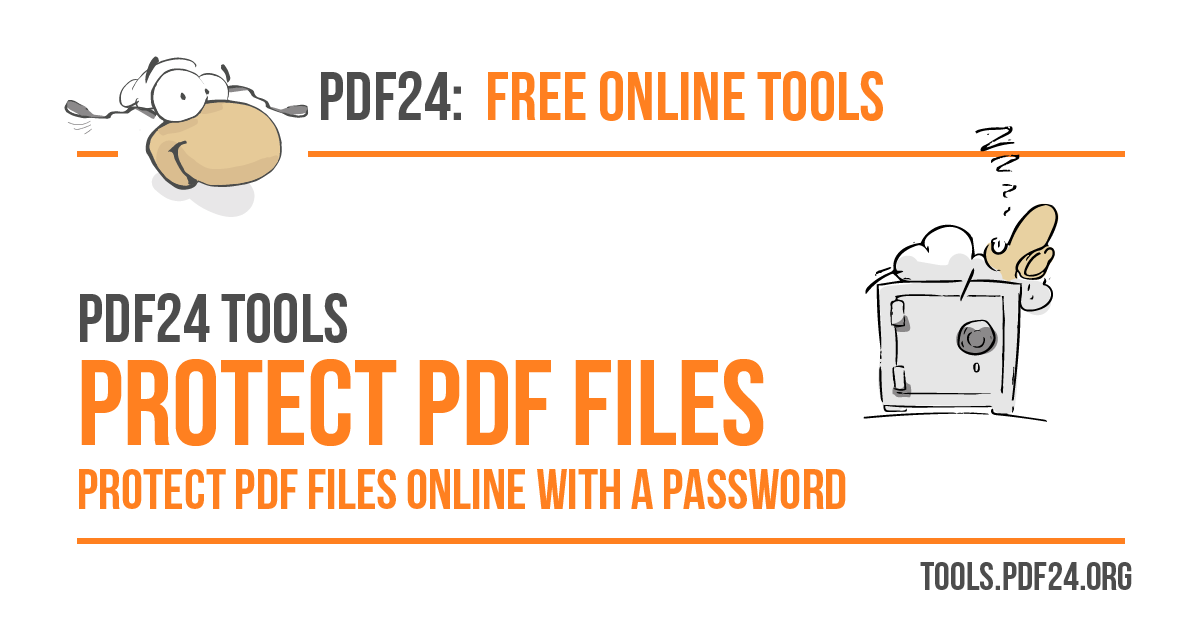 PDF24: FREE ONLINE TOOLS
PDF24 TOOLS
PROTECT PDF FILES
PROTECT PDF FILES ONLINE WITH A PASSWORD
TOOLS.PDF24.ORG